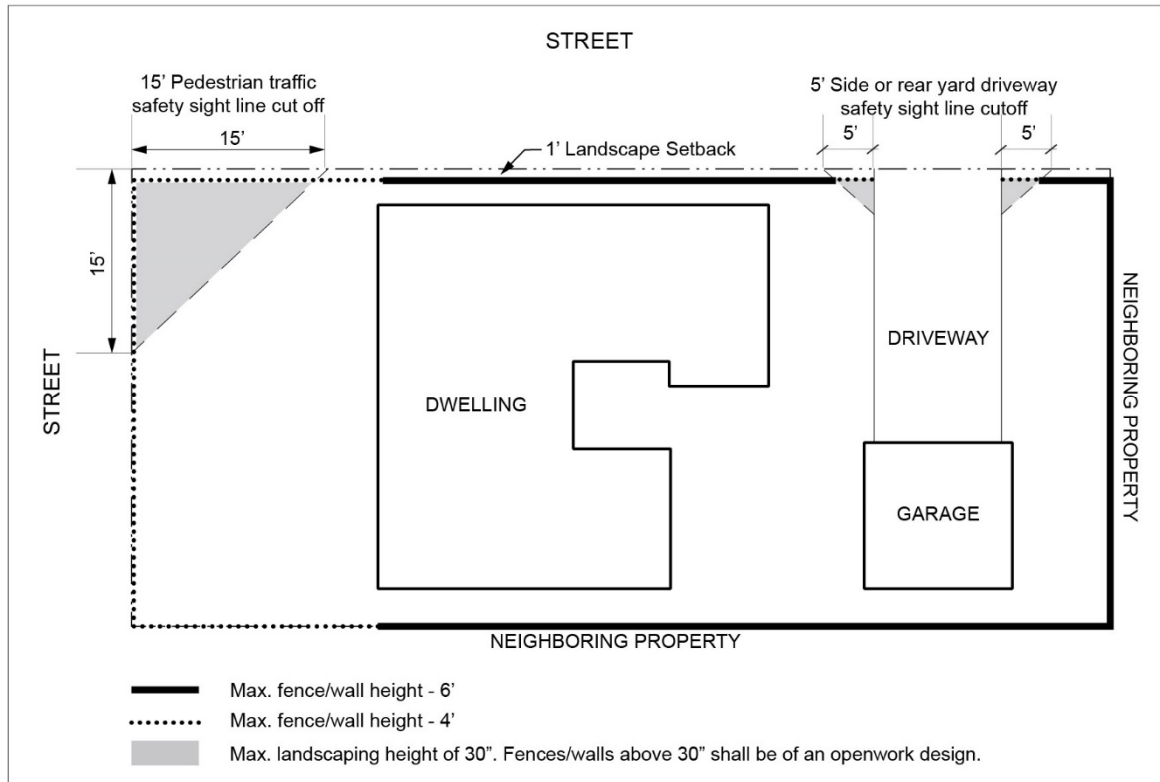 STREET
15’ Pedestrian traffic
safety sight line cut off
5’ Side or rear yard driveway
safety sight line cutoff
15’
5’
5’
1’ Landscape Setback
15’
STREET
DWELLING
DRIVEWAY
GARAGE
NEIGHBORING PROPERTY
NEIGHBORING PROPERTY
Max. fence/wall height - 6’
Max. fence/wall height - 4’
Max. landscaping height of 30”. Fences/walls above 30” shall be of an openwork design.